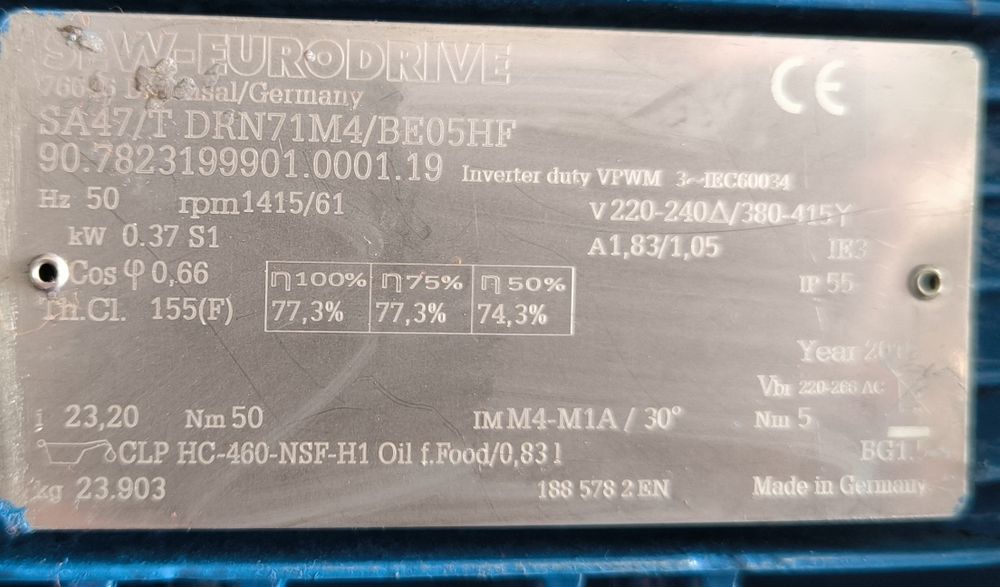 SEW-EURODRIVE
Bruchsal/Germany
CE
SA47/T DRN71M4/BE05HF
90.7823199901.0001.19 Inverter duty VPWM 3~IEC60034
Hz 50 rpm 1415/61 V 220-240Δ/380-415Y
kW 0.37 S1 A 1,83/1,05 IE3
Cos φ 0,66 η100% η75% η50% IP 55
Th.Cl. 155(F) 77,3% 77,3% 74,3%
Year
Vbr 220-266 AC
i 23,20 Nm 50 IM M4-M1A / 30° Nm 5
CLP HC-460-NSF-H1 Oil f.Food/0,83 l
kg 23.903 188 578 2 EN Made in Germany